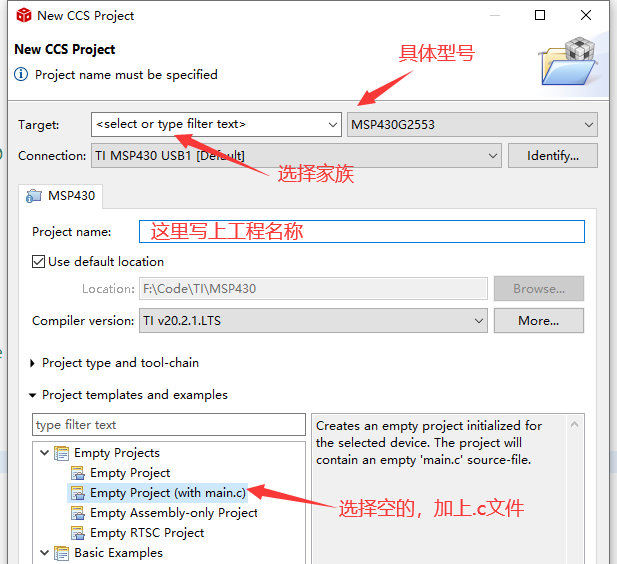 New CCS Project
New CCS Project
Project name must be specified
具体型号
Target:
<select or type filter text>
MSP430G2553
Connection:
TI MSP430 USB1 [Default]
Identify...
选择家族
MSP430
Project name:
这里写上工程名称
Use default location
Location:
F:\Code\TI\MSP430
Browse...
Compiler version:
TI v20.2.1.LTS
More...
Project type and tool-chain
Project templates and examples
type filter text
Empty Projects
Empty Project
Empty Project (with main.c)
Empty Assembly-only Project
Empty RTSC Project
Basic Examples
Creates an empty project initialized for
the selected device. The project will
contain an empty 'main.c' source-file.
选择空的，加上.c文件